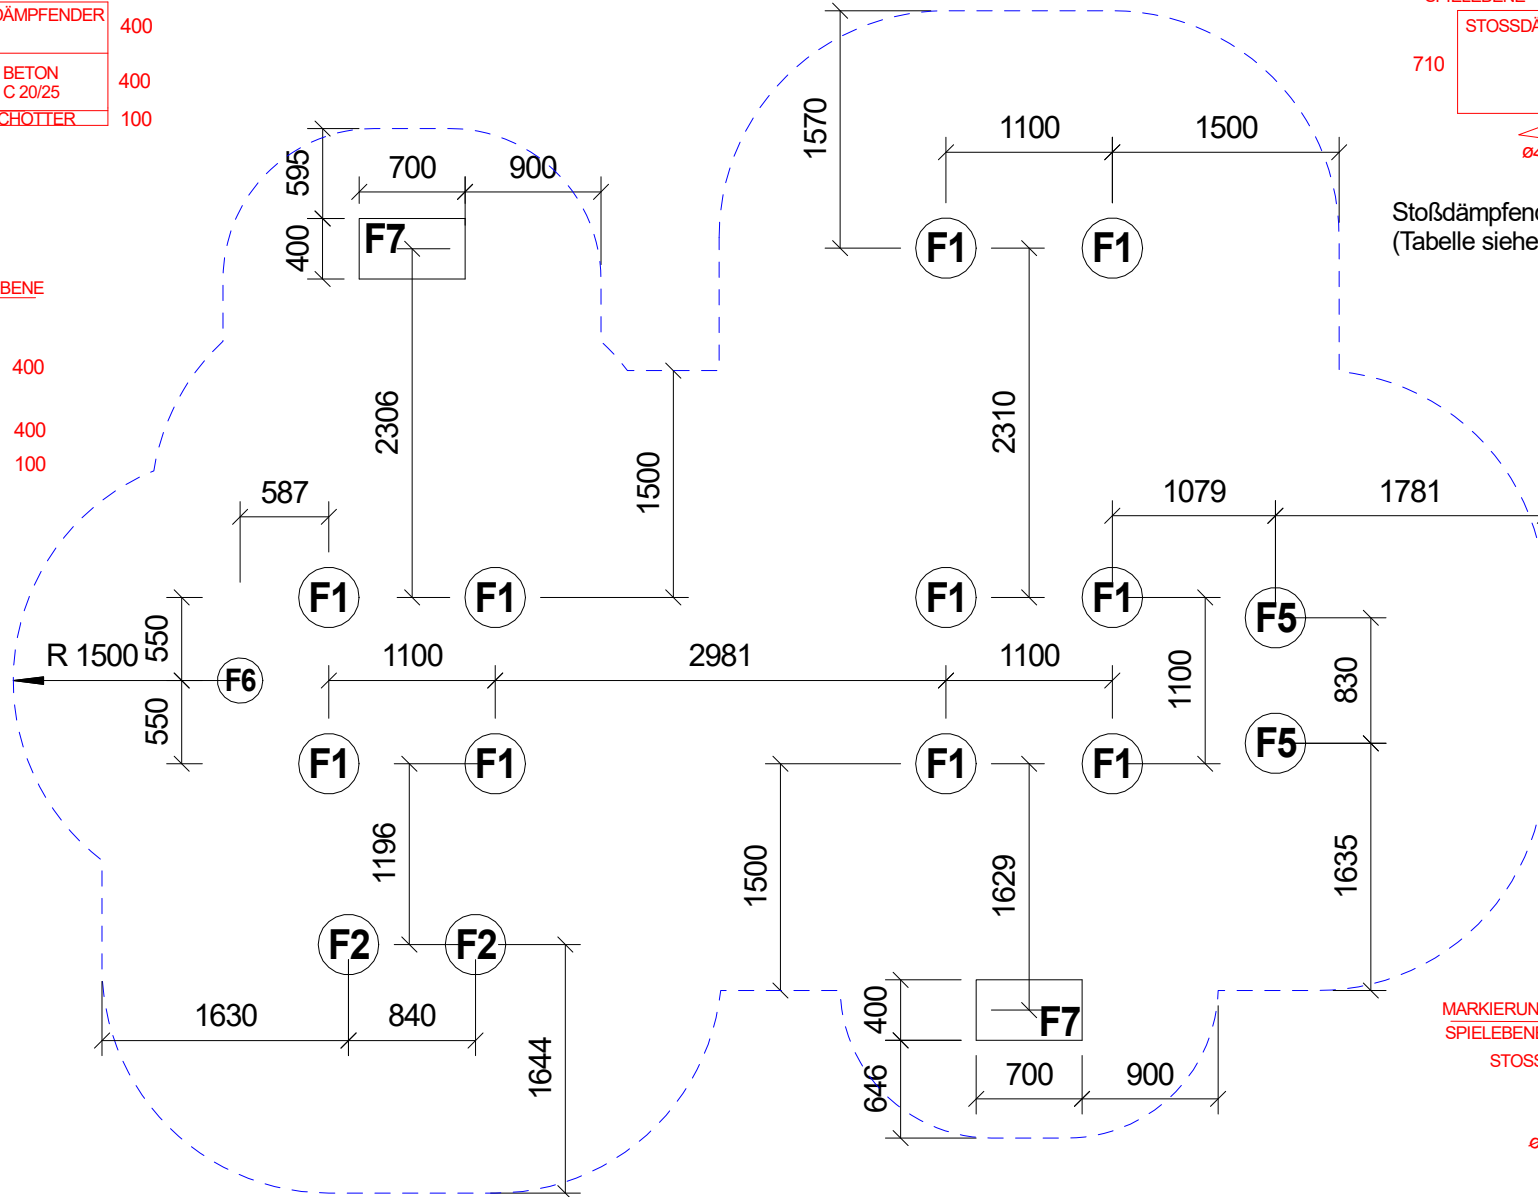 DÄMPFENDER
400
BETON
C 20/25
400
CHOTTER
100
BENE
400
400
100
710
STOSSDÄ
Stoßdämpfend
(Tabelle siehe
1570
1100
1500
595
700
900
400
F7
F1
F1
2306
2310
1500
587
1079
1781
F1
F1
F1
F1
F5
550
R 1500
F6
1100
2981
1100
1100
830
550
F1
F1
F1
F1
F5
1196
1500
1629
1635
F2
F2
400
F7
1630
840
1644
646
700
900
MARKIERUN
SPIELEBENE
STOSS